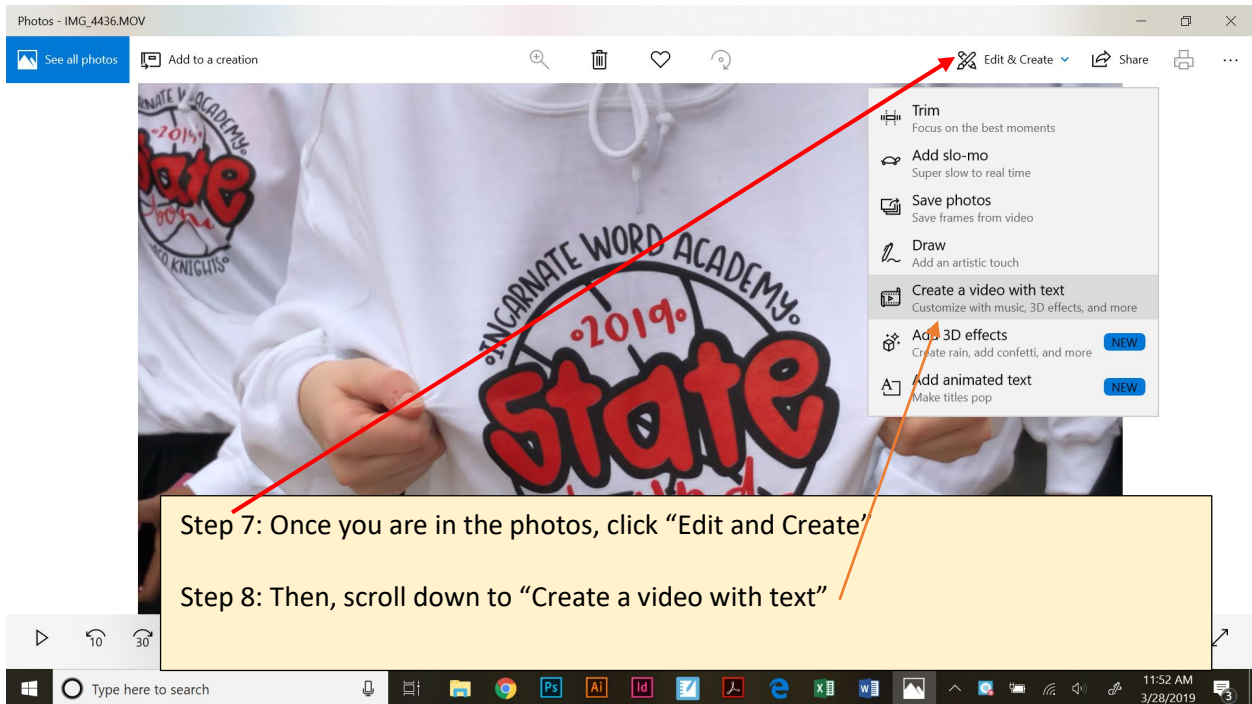 Photos - IMG_4436.MOV
See all photos
Add to a creation
Edit & Create
Share
Trim
Focus on the best moments
Add slo-mo
Super slow to real time
Save photos
Save frames from video
Draw
Add an artistic touch
Create a video with text
Customize with music, 3D effects, and more
Add 3D effects
Create rain, add confetti, and more
NEW
Add animated text
Make titles pop
NEW
ACADEMY
2019
State
KNIGHTS
INCARNATE WORD ACADEMY
2019
State
Step 7: Once you are in the photos, click “Edit and Create”
Step 8: Then, scroll down to “Create a video with text”
10
30
Type here to search
Ps
Ai
Id
11:52 AM
3/28/2019
3